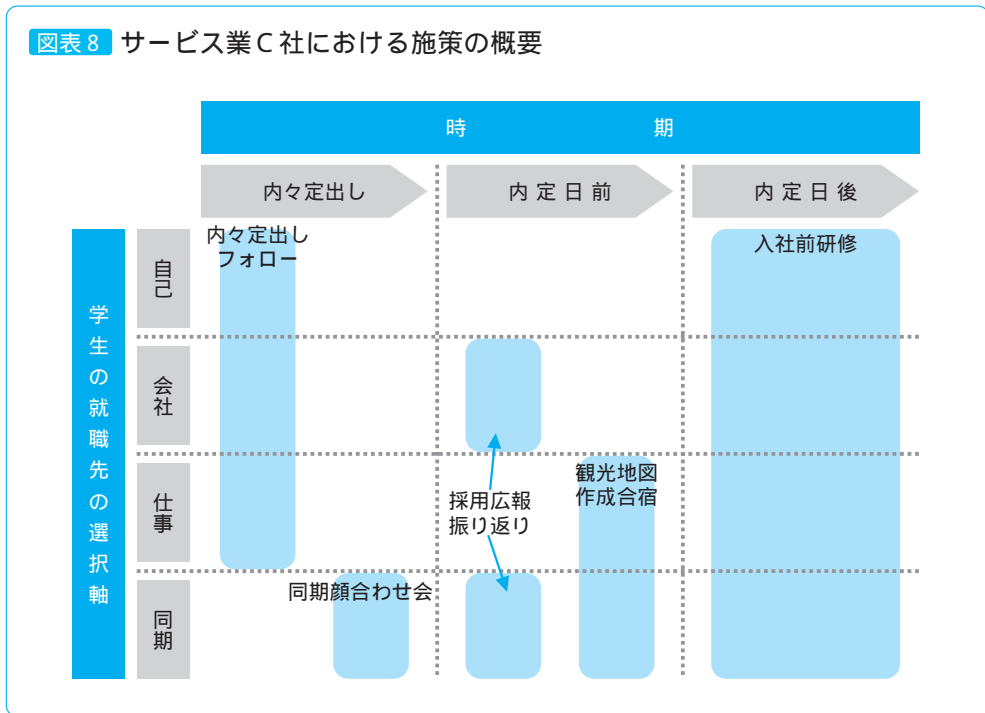 図表8 サービス業C社における施策の概要
時期
内々定出し
内定日前
内定日後
学生の就職先の選択軸
自己
会社
仕事
同期
内々定出し
フォロー
入社前研修
採用広報
振り返り
観光地図
作成合宿
同期顔合わせ会